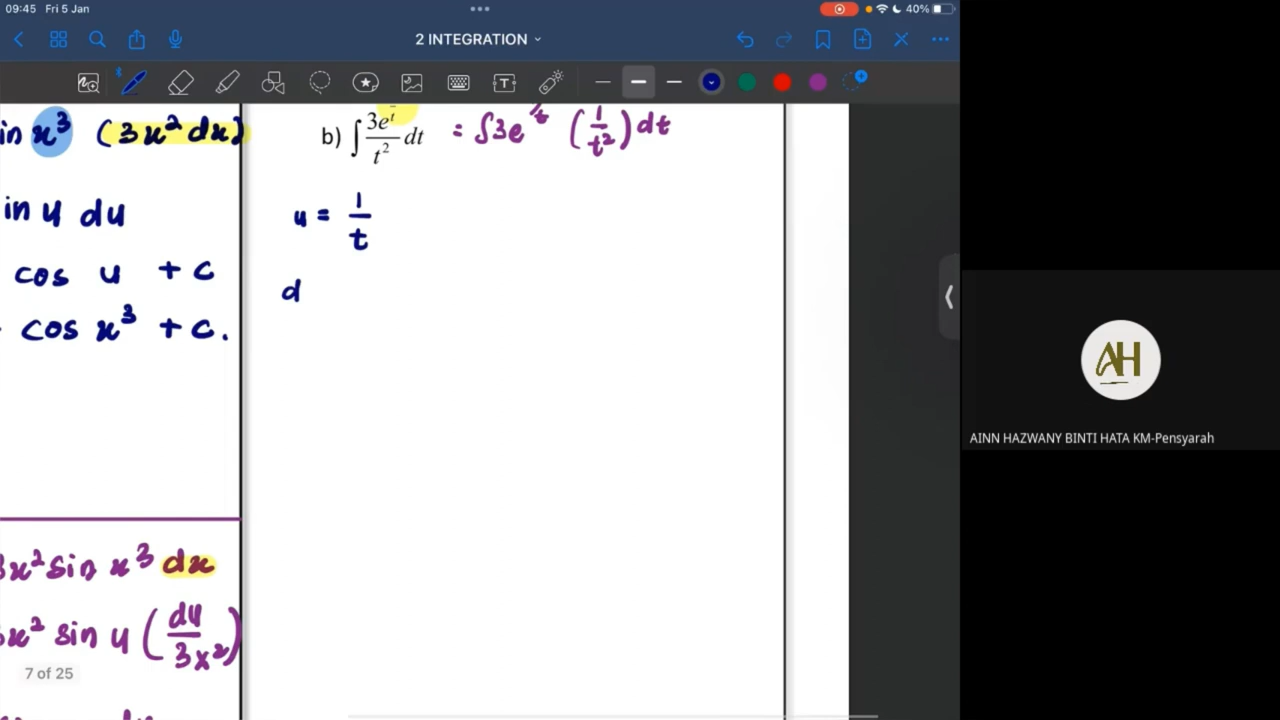 09:45 Fri 5 Jan
40%
2 INTEGRATION
in x³ (3x² dx)
in u du
cos u + c
cos x³ + c.
3x² sin x³ dx
x² sin u (du/3x²)
7 of 25
b) ∫ 3e^(1/t)/t² dt = ∫3e^(1/t) (1/t²) dt
u = 1/t
d
AH
AINN HAZWANY BINTI HATA KM-Pensyarah